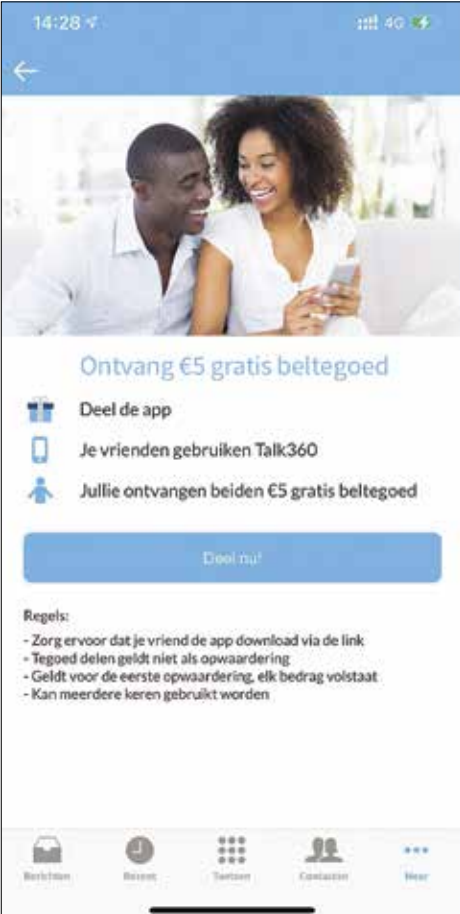 14:28
4G
Ontvang €5 gratis beltegoed
Deel de app
Je vrienden gebruiken Talk360
Jullie ontvangen beiden €5 gratis beltegoed
Deel nu!
Regels:
- Zorg ervoor dat je vriend de app download via de link
- Tegoed delen geldt niet als opwaardering
- Geldt voor de eerste opwaardering, elk bedrag volstaat
- Kan meerdere keren gebruikt worden
Berichten Recent Toetsen Contacten Meer